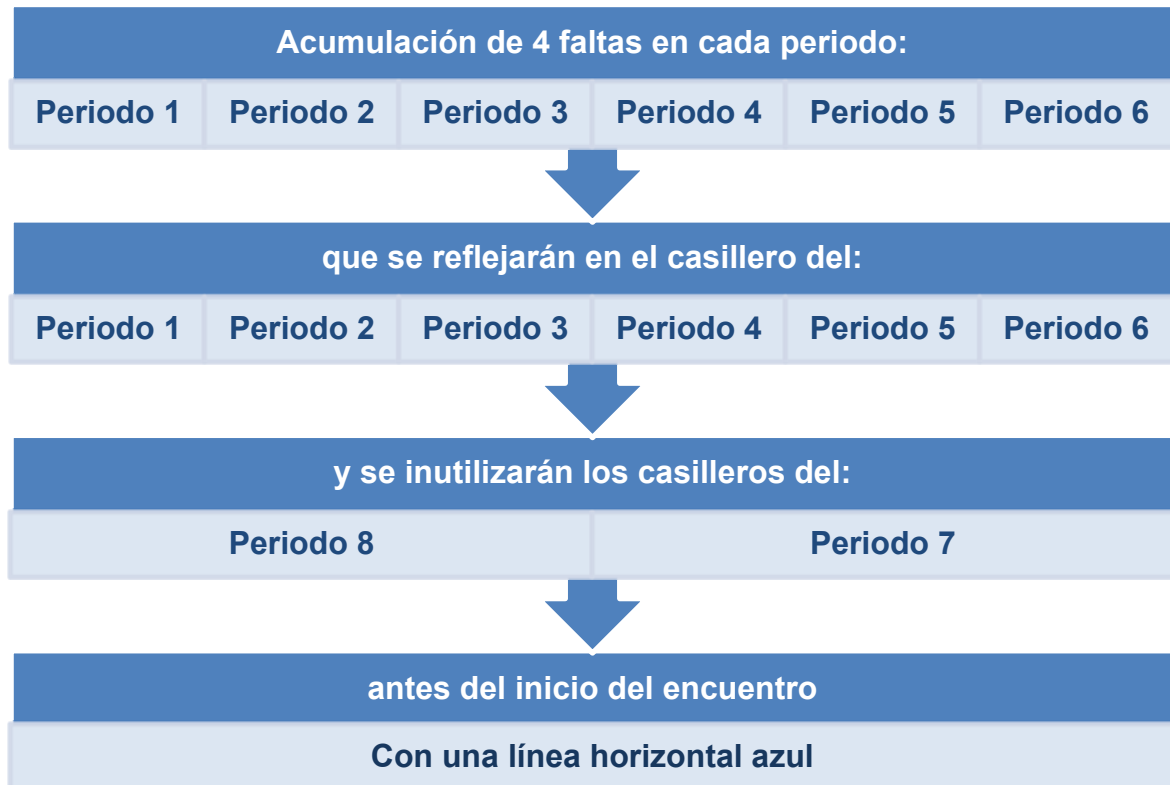 Acumulación de 4 faltas en cada periodo:
Periodo 1 Periodo 2 Periodo 3 Periodo 4 Periodo 5 Periodo 6
que se reflejarán en el casillero del:
Periodo 1 Periodo 2 Periodo 3 Periodo 4 Periodo 5 Periodo 6
y se inutilizarán los casilleros del:
Periodo 8 Periodo 7
antes del inicio del encuentro
Con una línea horizontal azul